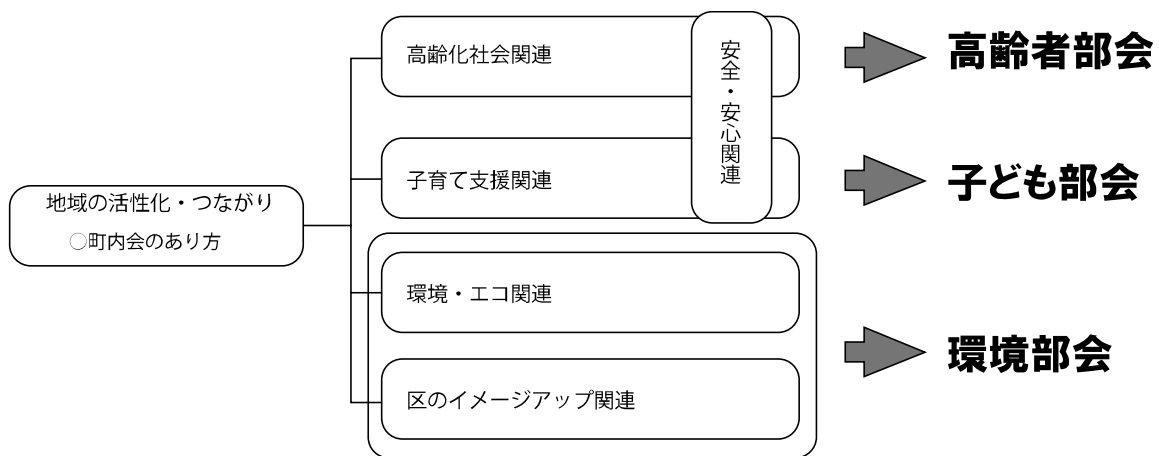 地域の活性化・つながり
◯町内会のあり方
高齢化社会関連
子育て支援関連
安全・安心関連
環境・エコ関連
区のイメージアップ関連
高齢者部会
子ども部会
環境部会